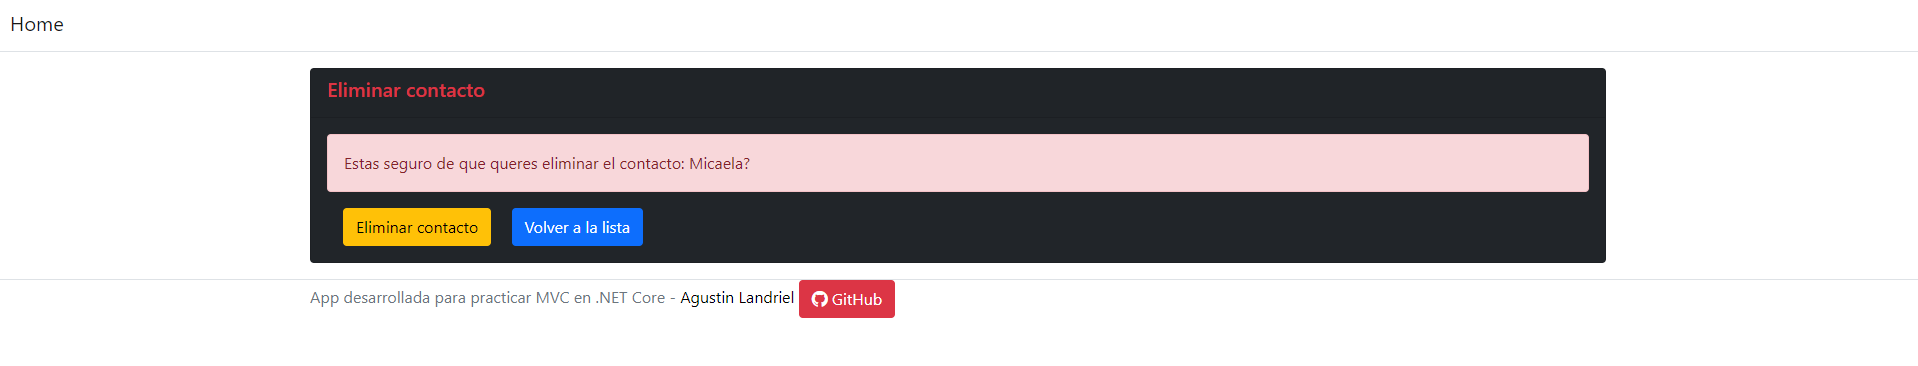 Home
Eliminar contacto
Estas seguro de que queres eliminar el contacto: Micaela?
Eliminar contacto Volver a la lista
App desarrollada para practicar MVC en .NET Core - Agustin Landriel GitHub